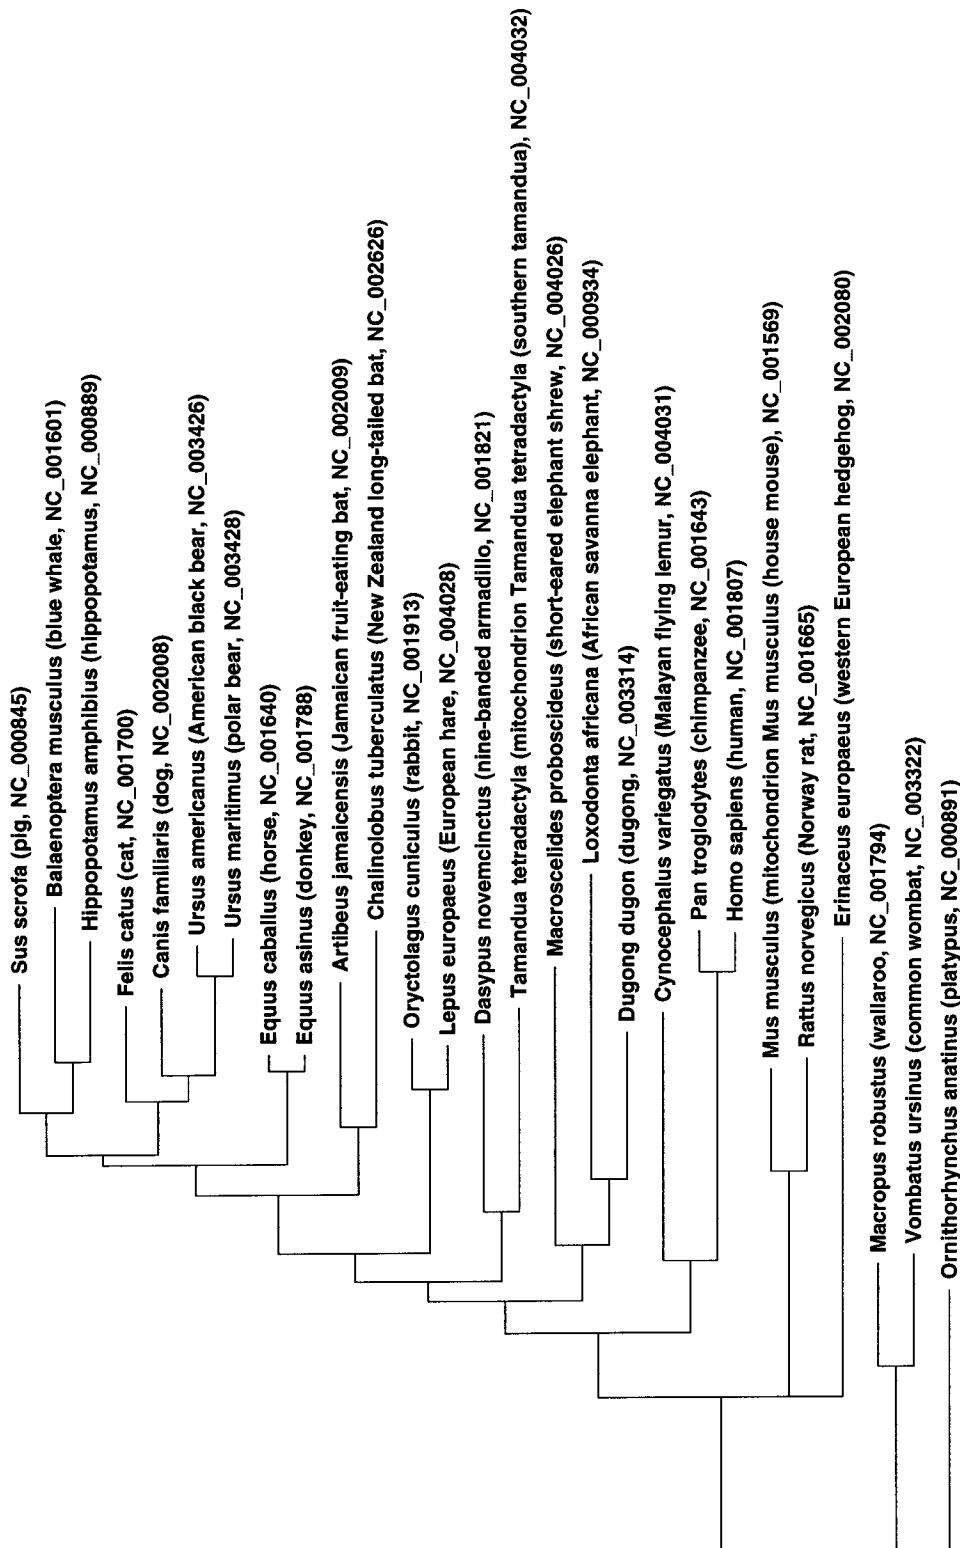 Sus scrofa (pig, NC_000845)
Balaenoptera musculus (blue whale, NC_001601)
Hippopotamus amphibius (hippopotamus, NC_000889)
Felis catus (cat, NC_001700)
Canis familiaris (dog, NC_002008)
Ursus americanus (American black bear, NC_003426)
Ursus maritimus (polar bear, NC_003428)
Equus caballus (horse, NC_001640)
Equus asinus (donkey, NC_001788)
Artibeus jamaicensis (Jamaican fruit-eating bat, NC_002009)
Chalinolobus tuberculatus (New Zealand long-tailed bat, NC_002626)
Oryctolagus cuniculus (rabbit, NC_001913)
Lepus europaeus (European hare, NC_004028)
Dasypus novemcinctus (nine-banded armadillo, NC_001821)
Tamandua tetradactyla (mitochondrion Tamandua tetradactyla (southern tamandua), NC_004032)
Macroscelides proboscideus (short-eared elephant shrew, NC_004026)
Loxodonta africana (African savanna elephant, NC_000934)
Dugong dugon (dugong, NC_003314)
Cynocephalus variegatus (Malayan flying lemur, NC_004031)
Pan troglodytes (chimpanzee, NC_001643)
Homo sapiens (human, NC_001807)
Mus musculus (mitochondrion Mus musculus (house mouse), NC_001569)
Rattus norvegicus (Norway rat, NC_001665)
Erinaceus europaeus (western European hedgehog, NC_002080)
Macropus robustus (wallaroo, NC_001794)
Vombatus ursinus (common wombat, NC_003322)
Ornithorhynchus anatinus (platypus, NC_000891)